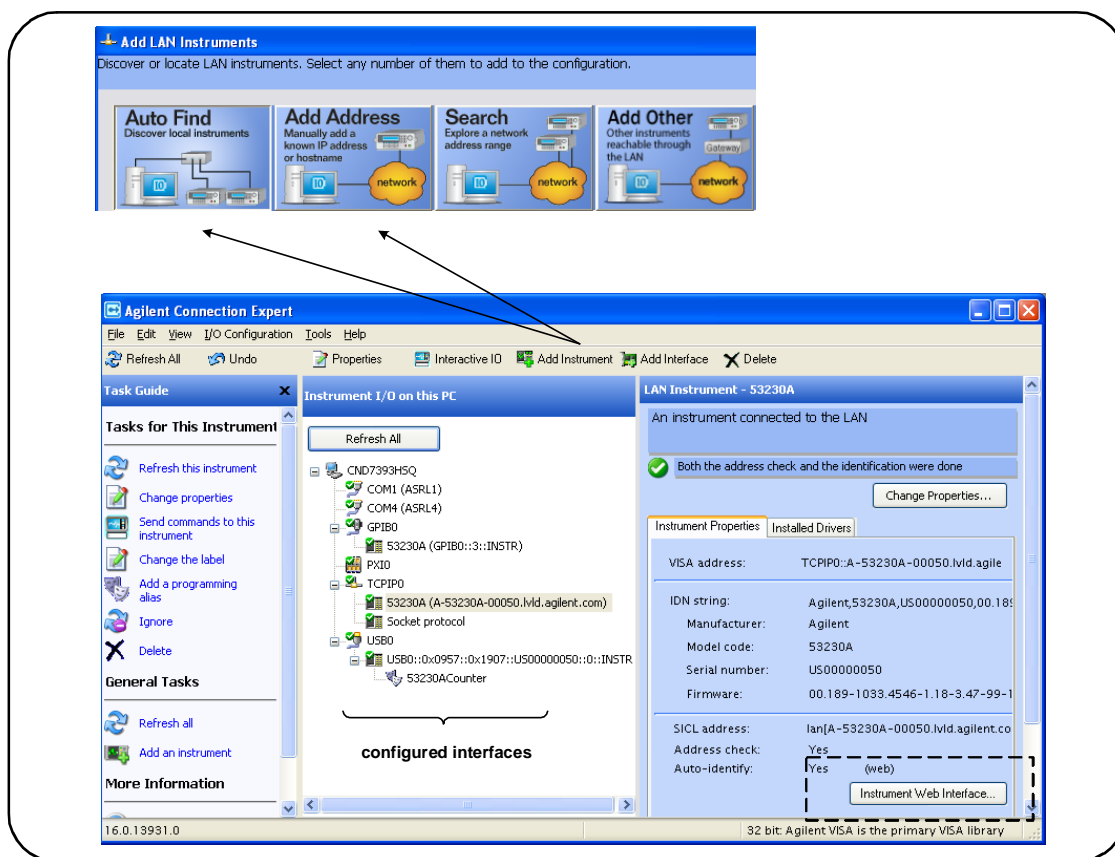 Add LAN Instruments
Discover or locate LAN instruments. Select any number of them to add to the configuration.
Auto Find
Discover local instruments
IO
Add Address
Manually add a
known IP address
or hostname
IO
network
Search
Explore a network
address range
IO
network
Add Other
Other instruments
reachable through
the LAN
Gateway
IO
network
Agilent Connection Expert
File Edit View I/O Configuration Tools Help
Refresh All Undo Properties Interactive IO Add Instrument Add Interface Delete
Task Guide
Tasks for This Instrument
Refresh this instrument
Change properties
Send commands to this
instrument
Change the label
Add a programming
alias
Ignore
Delete
General Tasks
Refresh all
Add an instrument
More Information
Instrument I/O on this PC
Refresh All
CND7393HSQ
COM1 (ASRL1)
COM4 (ASRL4)
GPIB0
53230A (GPIB0::3::INSTR)
PXI0
TCPIP0
53230A (A-53230A-00050.lvld.agilent.com)
Socket protocol
USB0
USB0::0x0957::0x1907::US00000050::0::INSTR
53230ACounter
configured interfaces
LAN Instrument - 53230A
An instrument connected to the LAN
Both the address check and the identification were done
Change Properties...
Instrument Properties Installed Drivers
VISA address: TCPIP0::A-53230A-00050.lvld.agile
IDN string: Agilent,53230A,US00000050,00.189
Manufacturer: Agilent
Model code: 53230A
Serial number: US00000050
Firmware: 00.189-1033.4546-1.18-3.47-99-1
SICL address: lan[A-53230A-00050.lvld.agilent.co
Address check: Yes
Auto-identify: Yes (web)
Instrument Web Interface...
16.0.13931.0
32 bit: Agilent VISA is the primary VISA library